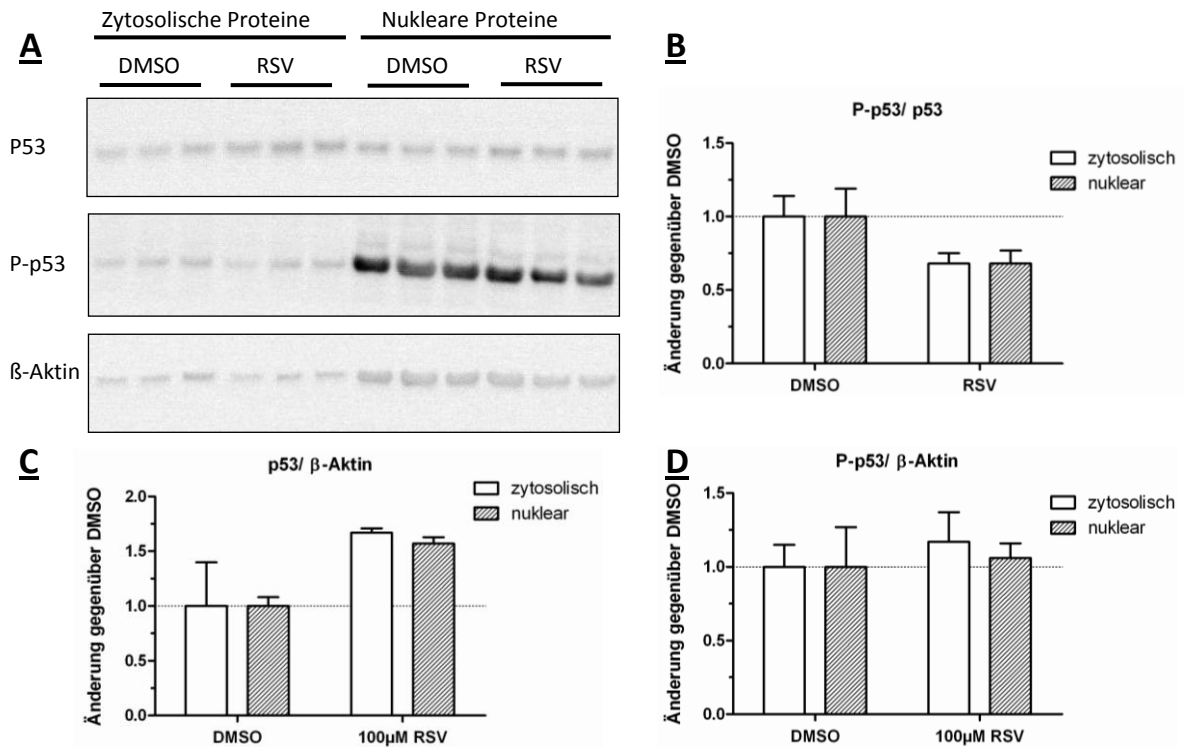 Zytosolische Proteine Nukleare Proteine
A
DMSO RSV DMSO RSV
P53
P-p53
ß-Aktin
B
P-p53/ p53
Änderung gegenüber DMSO
1.5
1.0
0.5
0.0
zytosolisch
nuklear
DMSO RSV
C
p53/ β-Aktin
Änderung gegenüber DMSO
2.0
1.5
1.0
0.5
0.0
zytosolisch
nuklear
DMSO 100µM RSV
D
P-p53/ β-Aktin
Änderung gegenüber DMSO
1.5
1.0
0.5
0.0
zytosolisch
nuklear
DMSO 100µM RSV